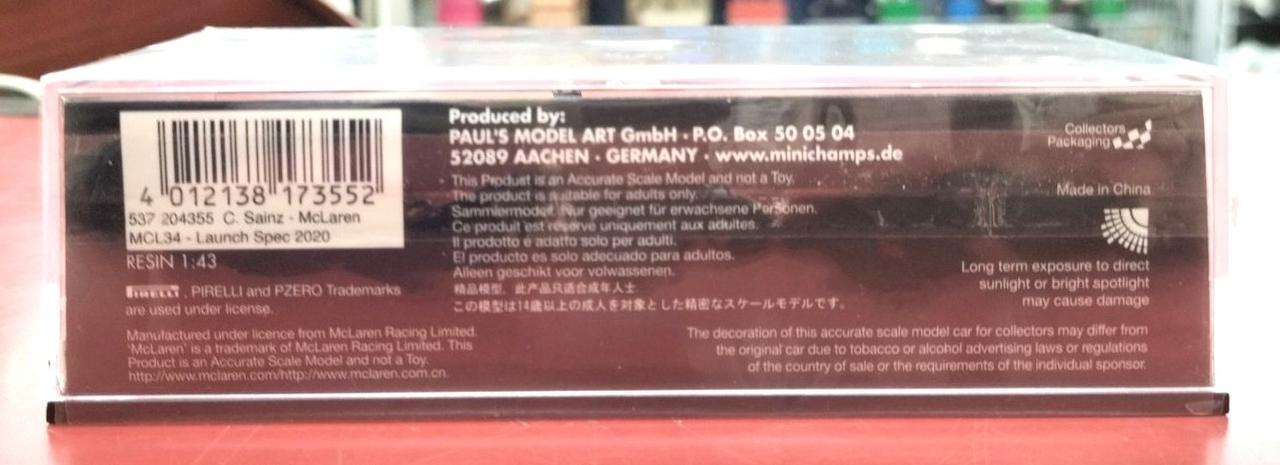 4 012138 173552
537 204355 C. Sainz - McLaren
MCL34 - Launch Spec 2020
RESIN 1:43
PIRELLI, PIRELLI and PZERO Trademarks
are used under license.
Manufactured under licence from McLaren Racing Limited.
'McLaren' is a trademark of McLaren Racing Limited. This
Product is an Accurate Scale Model and not a Toy.
http://www.mclaren.com/http://www.mclaren.com.cn
Produced by:
PAUL'S MODEL ART GmbH · P.O. Box 50 05 04
52089 AACHEN · GERMANY · www.minichamps.de
This Product is an Accurate Scale Model and not a Toy.
The product is suitable for adults only.
Sammlermodell. Nur geeignet für erwachsene Personen.
Ce produit est réservé uniquement aux adultes.
Il prodotto é adatto solo per adulti.
El producto es solo adecuado para adultos.
Alleen geschikt voor volwassenen.
精品模型, 此产品只适合成年人士.
この模型は14歳以上の成人を対象とした精密なスケールモデルです。
Collectors
Packaging
Made in China
Long term exposure to direct
sunlight or bright spotlight
may cause damage
The decoration of this accurate scale model car for collectors may differ from
the original car due to tobacco or alcohol advertising laws or regulations
of the country of sale or the requirements of the individual sponsor.